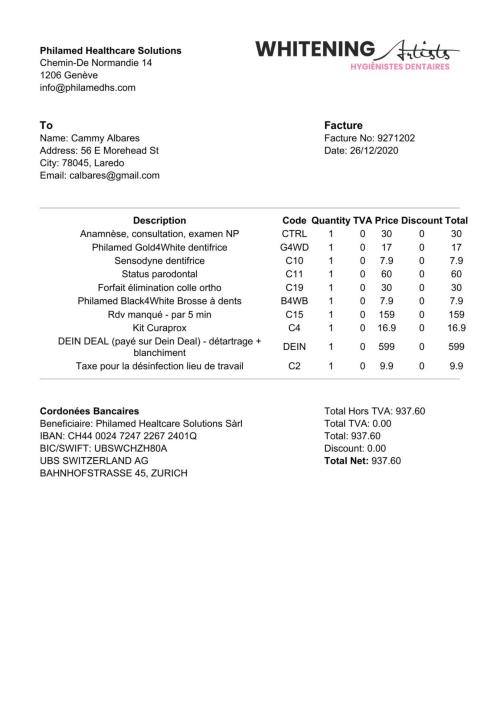 WHITENING Artists
HYGIÉNISTES DENTAIRES
Philamed Healthcare Solutions
Chemin-De Normandie 14
1206 Genève
info@philamedhs.com
To
Name: Cammy Albares
Address: 56 E Morehead St
City: 78045, Laredo
Email: calbares@gmail.com
Facture
Facture No: 9271202
Date: 26/12/2020
Description Code Quantity TVA Price Discount Total
Anamnèse, consultation, examen NP CTRL 1 0 30 0 30
Philamed Gold4White dentifrice G4WD 1 0 17 0 17
Sensodyne dentifrice C10 1 0 7.9 0 7.9
Status parodontal C11 1 0 60 0 60
Forfait élimination colle ortho C19 1 0 30 0 30
Philamed Black4White Brosse à dents B4WB 1 0 7.9 0 7.9
Rdv manqué - par 5 min C15 1 0 159 0 159
Kit Curaprox C4 1 0 16.9 0 16.9
DEIN DEAL (payé sur Dein Deal) - détartrage +
blanchiment DEIN 1 0 599 0 599
Taxe pour la désinfection lieu de travail C2 1 0 9.9 0 9.9
Cordonées Bancaires
Beneficiaire: Philamed Healtcare Solutions Sàrl
IBAN: CH44 0024 7247 2267 2401Q
BIC/SWIFT: UBSWCHZH80A
UBS SWITZERLAND AG
BAHNHOFSTRASSE 45, ZURICH
Total Hors TVA: 937.60
Total TVA: 0.00
Total: 937.60
Discount: 0.00
Total Net: 937.60